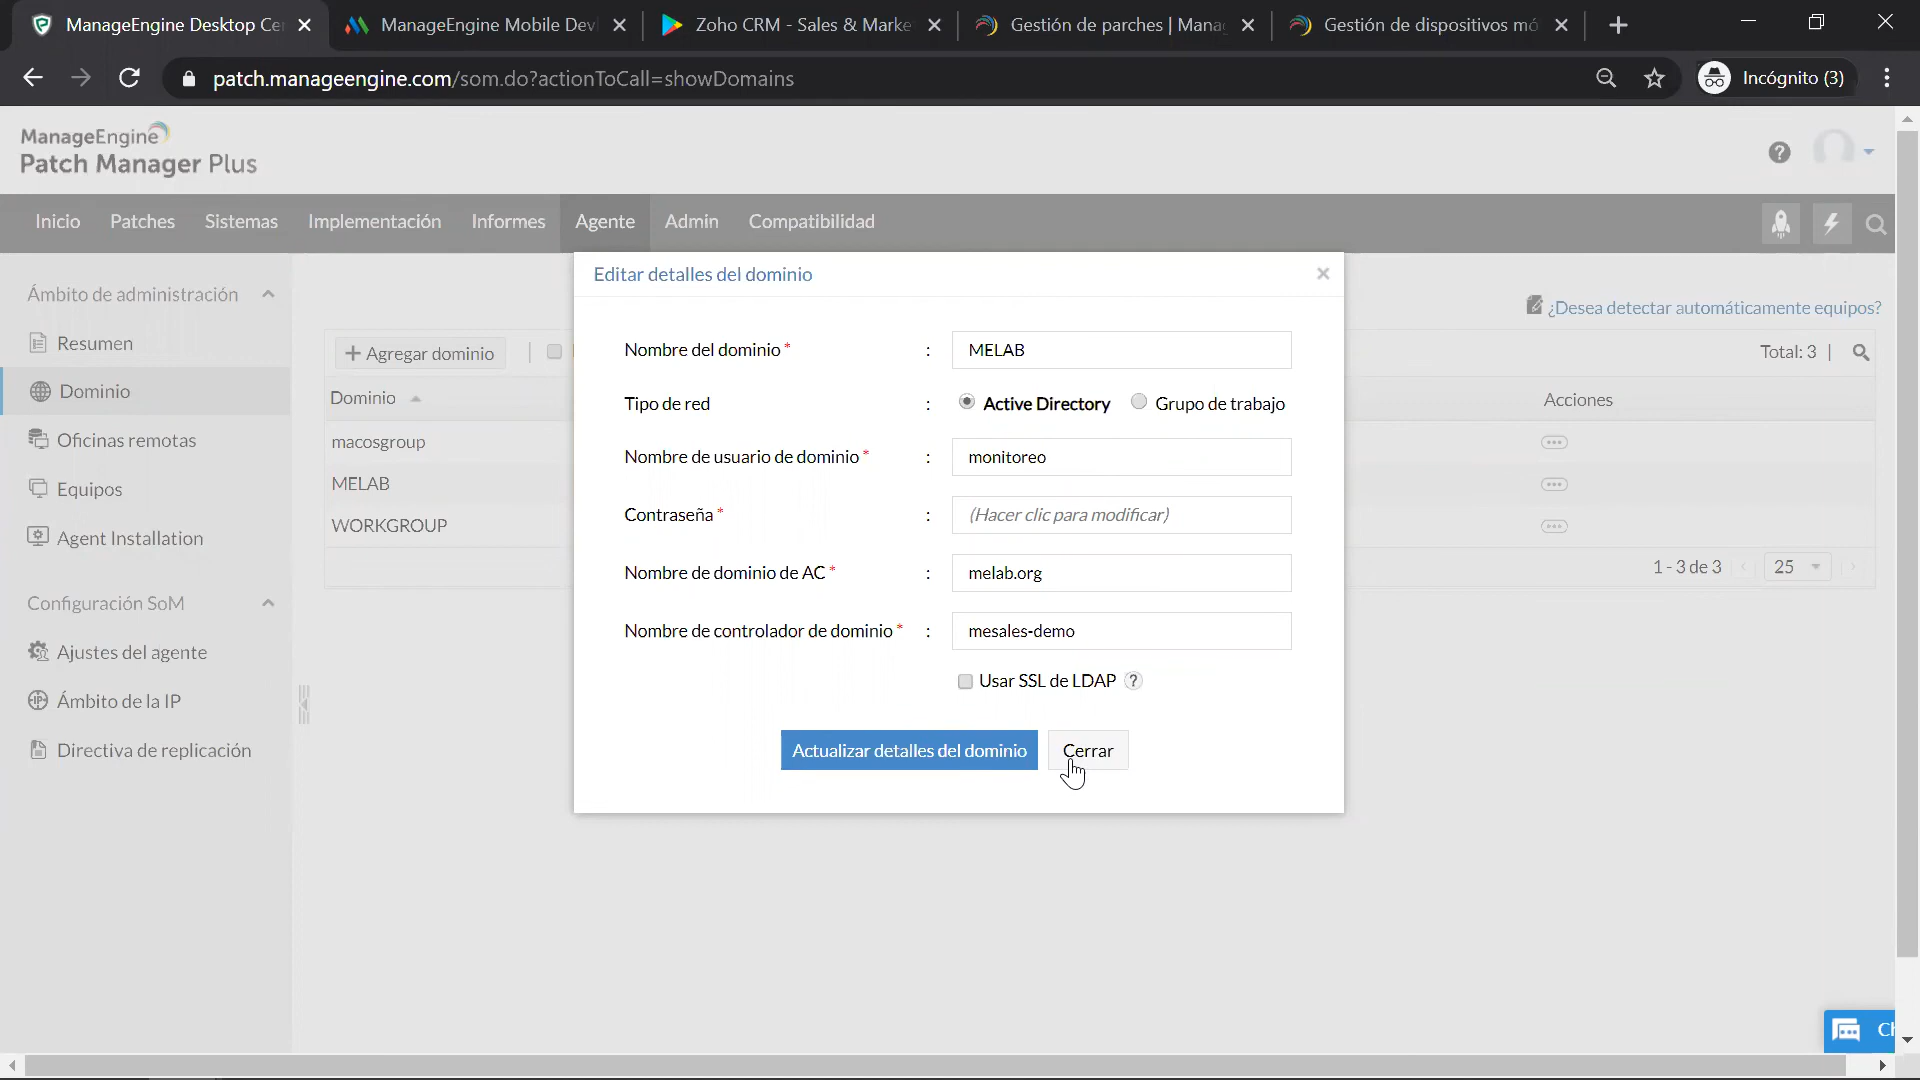 ManageEngine Desktop Ce
ManageEngine Mobile Dev
Zoho CRM - Sales & Marke
Gestión de parches | Mana
Gestión de dispositivos mó
patch.manageengine.com/som.do?actionToCall=showDomains
Incógnito (3)
ManageEngine
Patch Manager Plus
Inicio
Patches
Sistemas
Implementación
Informes
Agente
Admin
Compatibilidad
Ámbito de administración
Resumen
Dominio
Oficinas remotas
Equipos
Agent Installation
Configuración SoM
Ajustes del agente
Ámbito de la IP
Directiva de replicación
¿Desea detectar automáticamente equipos?
+ Agregar dominio
Total: 3
Dominio
Acciones
macosgroup
MELAB
WORKGROUP
1 - 3 de 3
25
Editar detalles del dominio
Nombre del dominio* : MELAB
Tipo de red : Active Directory Grupo de trabajo
Nombre de usuario de dominio* : monitoreo
Contraseña* : (Hacer clic para modificar)
Nombre de dominio de AC* : melab.org
Nombre de controlador de dominio* : mesales-demo
Usar SSL de LDAP ?
Actualizar detalles del dominio
Cerrar
Ch